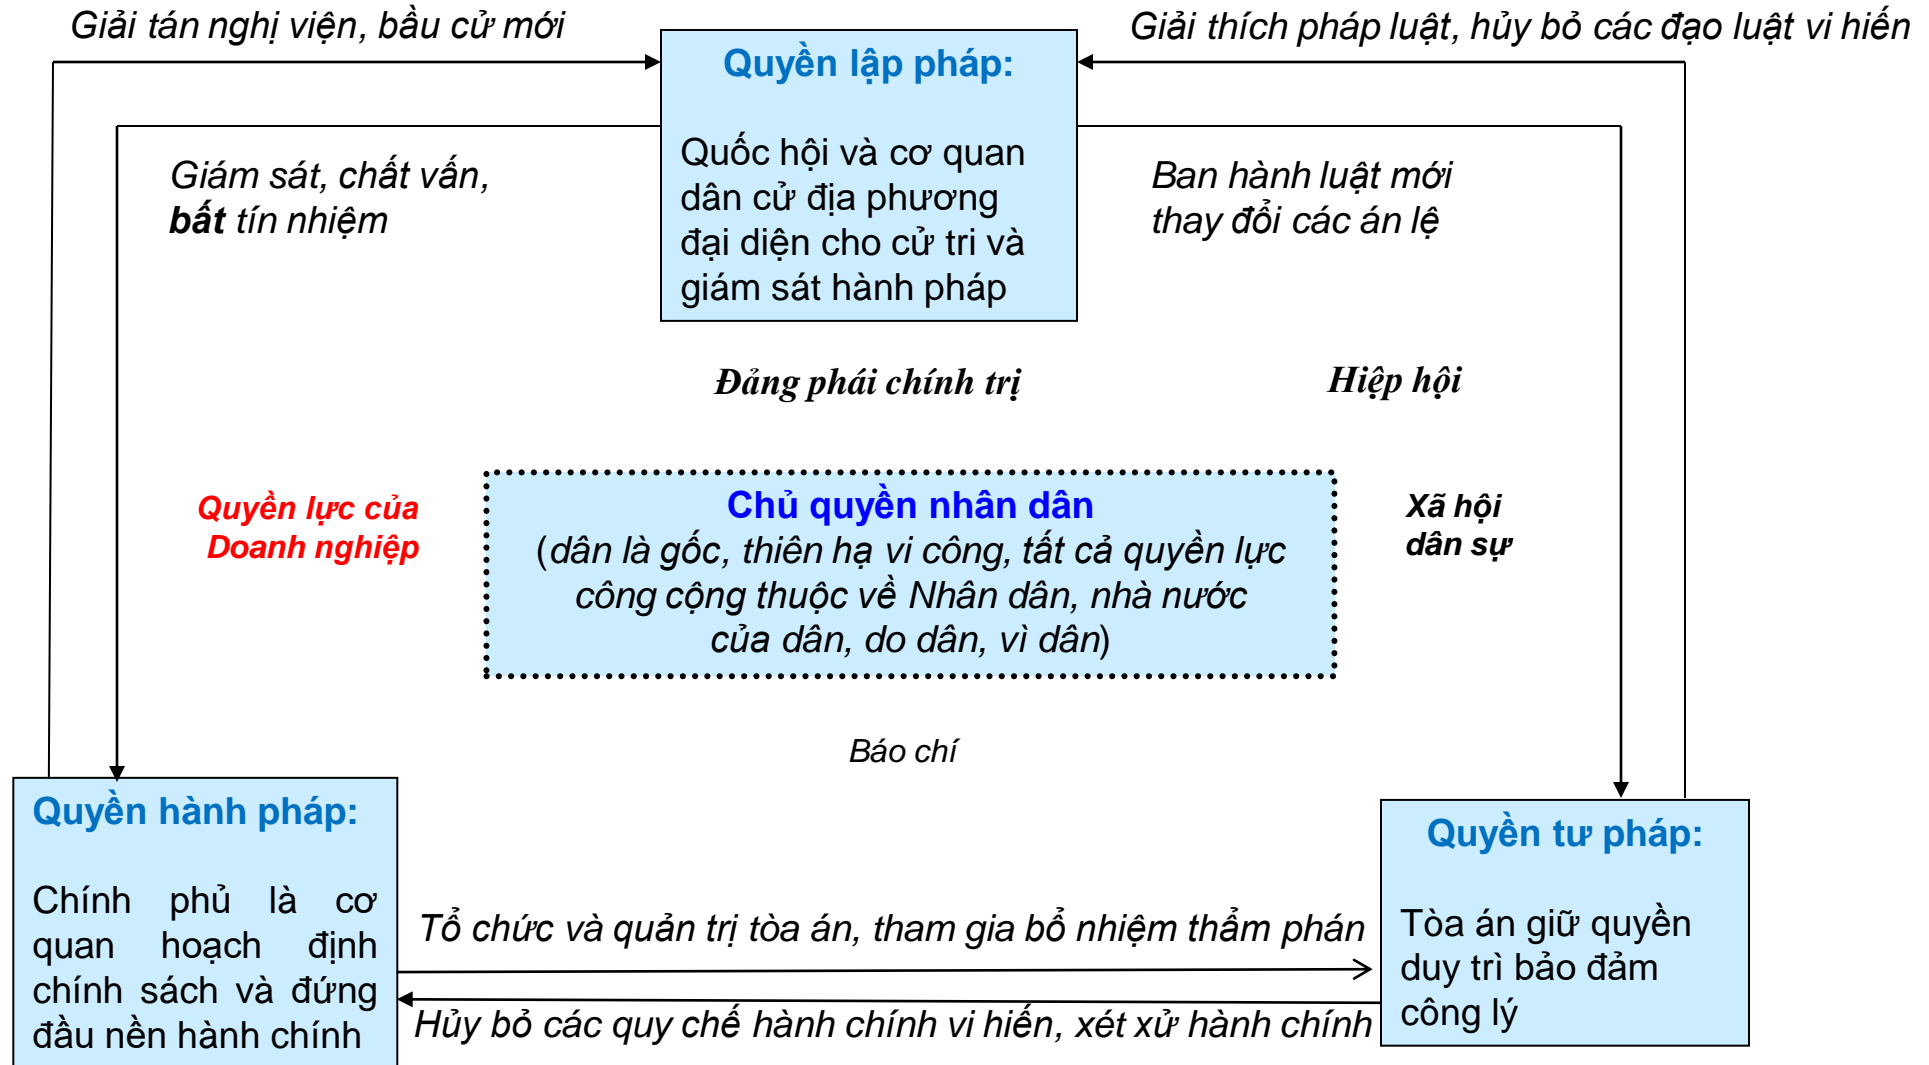 Giải tán nghị viện, bầu cử mới
Giải thích pháp luật, hủy bỏ các đạo luật vi hiến
Quyền lập pháp:
Quốc hội và cơ quan
dân cử địa phương
đại diện cho cử tri và
giám sát hành pháp
Giám sát, chất vấn,
bất tín nhiệm
Ban hành luật mới
thay đổi các án lệ
Đảng phái chính trị
Hiệp hội
Quyền lực của
Doanh nghiệp
Chủ quyền nhân dân
(dân là gốc, thiên hạ vi công, tất cả quyền lực
công cộng thuộc về Nhân dân, nhà nước
của dân, do dân, vì dân)
Xã hội
dân sự
Báo chí
Quyền hành pháp:
Chính phủ là cơ
quan hoạch định
chính sách và đứng
đầu nền hành chính
Tổ chức và quản trị tòa án, tham gia bổ nhiệm thẩm phán
Hủy bỏ các quy chế hành chính vi hiến, xét xử hành chính
Quyền tư pháp:
Tòa án giữ quyền
duy trì bảo đảm
công lý